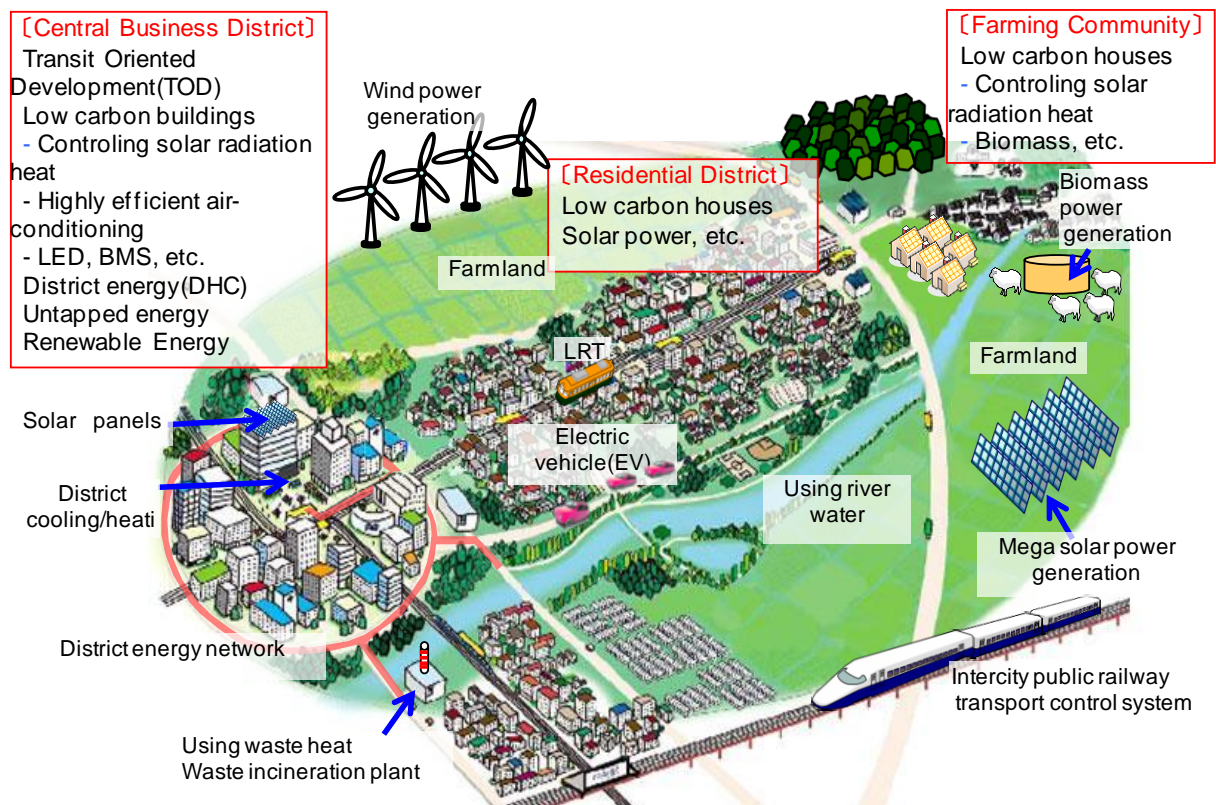 〔Central Business District〕
Transit Oriented
Development(TOD)
Low carbon buildings
- Controling solar radiation
heat
- Highly efficient air-
conditioning
- LED, BMS, etc.
District energy(DHC)
Untapped energy
Renewable Energy
Wind power
generation
〔Residential District〕
Low carbon houses
Solar power, etc.
〔Farming Community〕
Low carbon houses
- Controling solar
radiation heat
- Biomass, etc.
Biomass
power
generation
Farmland
LRT
Farmland
Solar panels
Electric
vehicle(EV)
District
cooling/heati
Using river
water
Mega solar power
generation
District energy network
Intercity public railway
transport control system
Using waste heat
Waste incineration plant